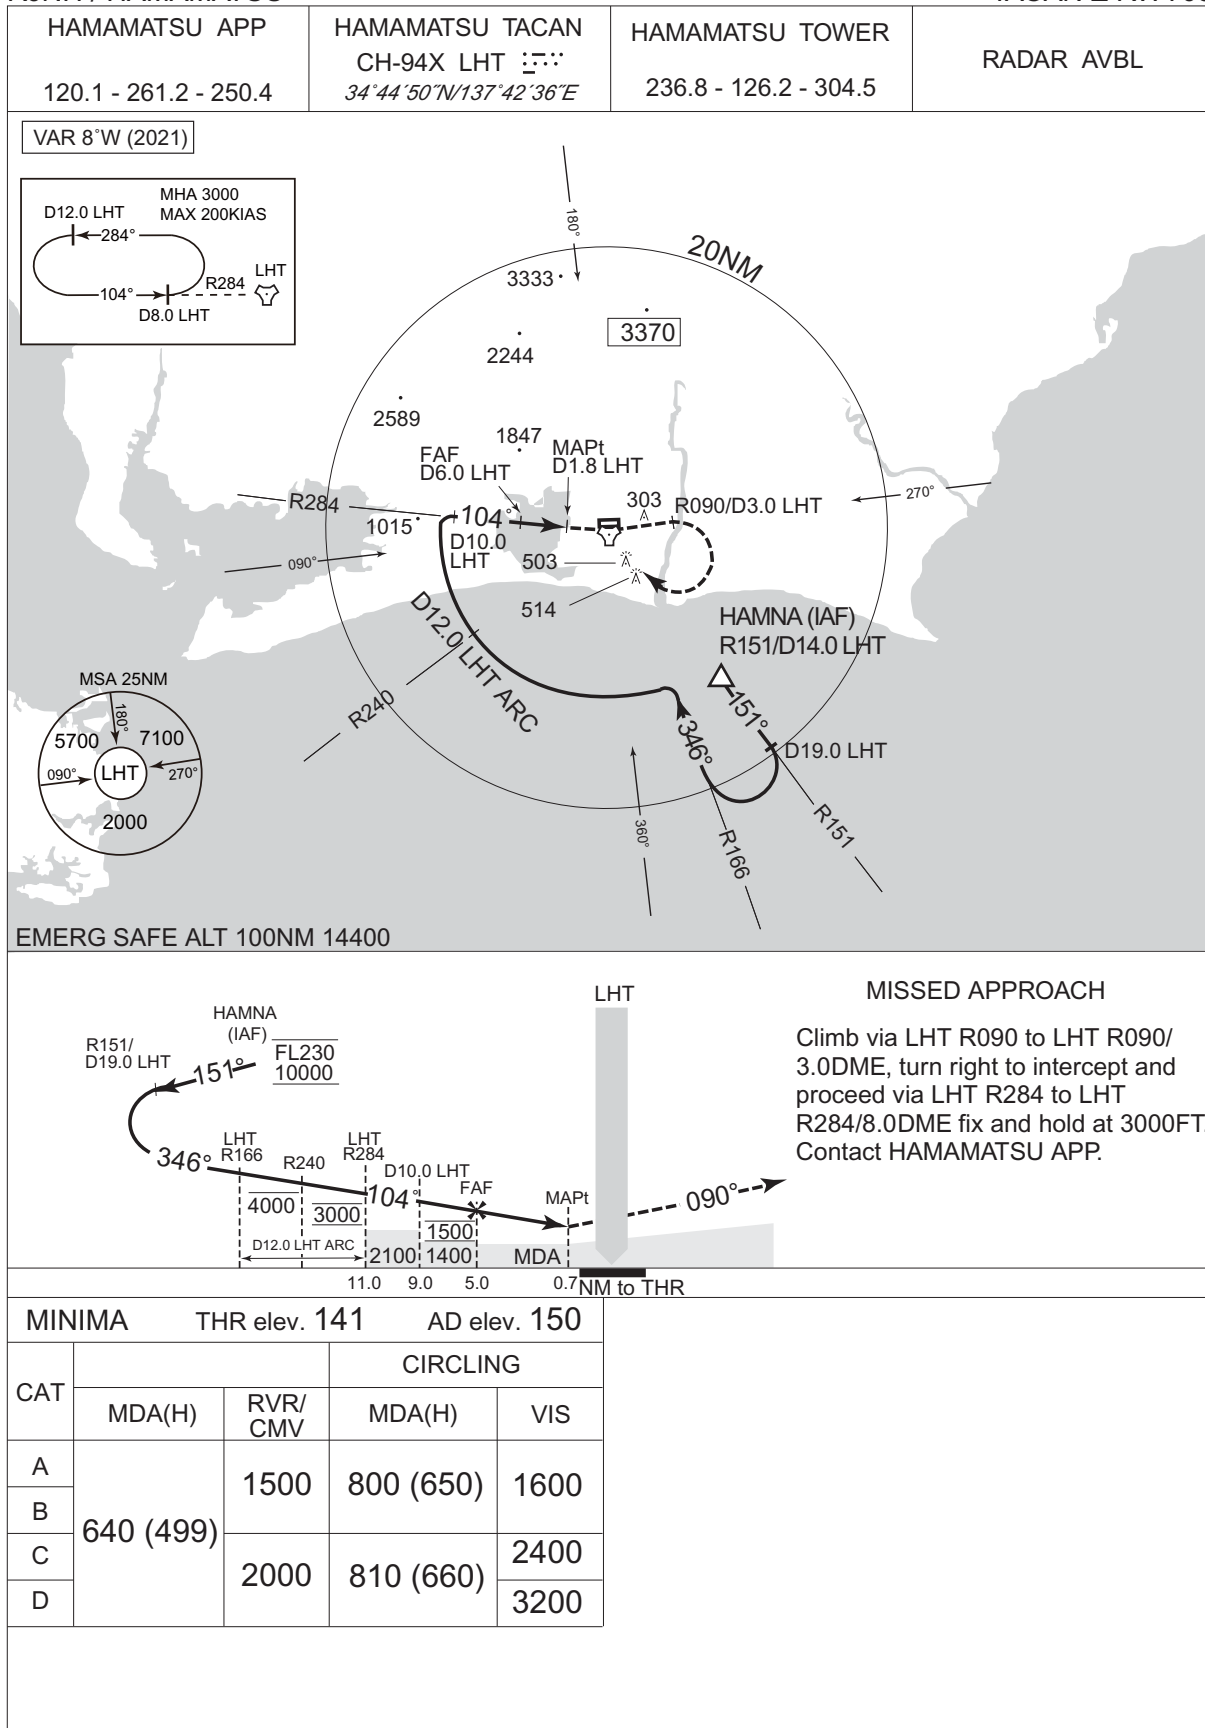 HAMAMATSU APP
120.1 - 261.2 - 250.4
HAMAMATSU TACAN
CH-94X LHT
34°44´50˝N/137°42´36˝E
HAMAMATSU TOWER
236.8 - 126.2 - 304.5
RADAR AVBL
VAR 8°W (2021)
MHA 3000
MAX 200KIAS
D12.0 LHT
284°
LHT
R284
104°
D8.0 LHT
180°
20NM
3333
3370
2244
2589
1847
FAF
D6.0 LHT
MAPt
D1.8 LHT
R284
104°
303
R090/D3.0 LHT
270°
1015
D10.0
LHT
090°
503
514
D12.0 LHT ARC
HAMNA (IAF)
R151/D14.0 LHT
R240
151°
346°
D19.0 LHT
360°
R166
R151
MSA 25NM
180°
5700
7100
090°
LHT
270°
2000
EMERG SAFE ALT 100NM 14400
LHT
MISSED APPROACH
Climb via LHT R090 to LHT R090/
3.0DME, turn right to intercept and
proceed via LHT R284 to LHT
R284/8.0DME fix and hold at 3000FT.
Contact HAMAMATSU APP.
HAMNA
(IAF)
R151/
D19.0 LHT
151°
FL230
10000
346°
LHT
R166
R240
LHT
R284
104°
D10.0 LHT
FAF
MAPt
090°
4000
3000
1500
D12.0 LHT ARC
2100
1400
MDA
11.0
9.0
5.0
0.7
NM to THR
MINIMA THR elev. 141 AD elev. 150
CAT
CIRCLING
MDA(H)
RVR/
CMV
MDA(H)
VIS
A
B
C
D
640 (499)
1500
800 (650)
1600
2000
810 (660)
2400
3200